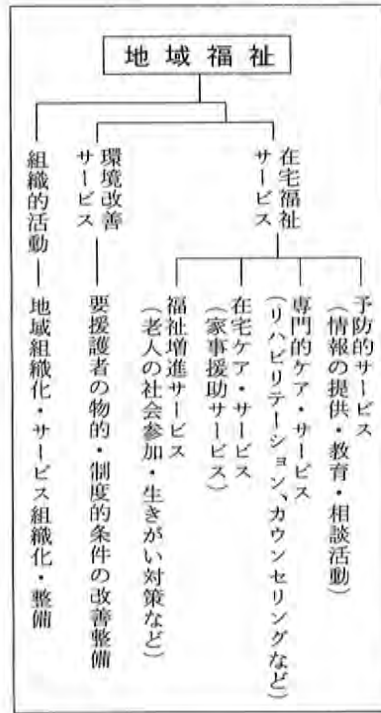 地域福祉
在宅福祉
サービス
予防的サービス
(情報の提供・教育・相談活動)
専門的ケア・サービス
(リハビリテーション、カウンセリングなど)
在宅ケア・サービス
(家事援助サービス)
福祉増進サービス
(老人の社会参加・生きがい対策など)
環境改善
サービス
要援護者の物的・制度的条件の改善整備
組織的活動
地域組織化・サービス組織化・整備